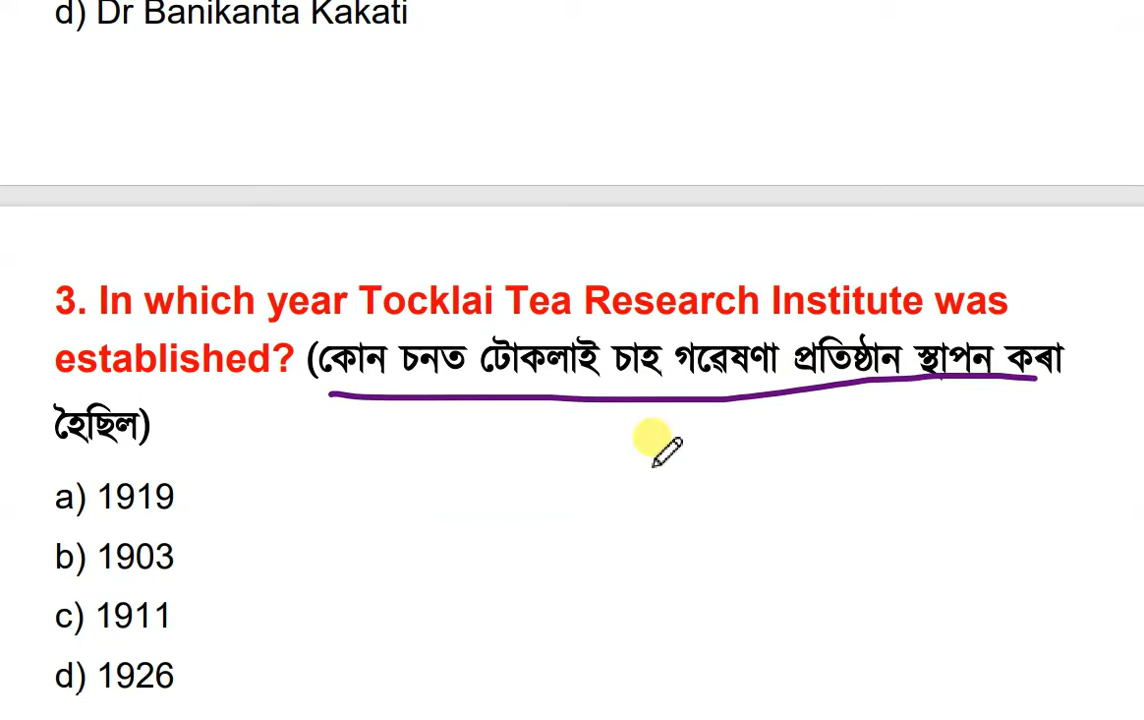 d) Dr Banikanta Kakati
3. In which year Tocklai Tea Research Institute was
established? (কোন চনত টোকলাই চাহ গৱেষণা প্ৰতিষ্ঠান স্থাপন কৰা
হৈছিল)
a) 1919
b) 1903
c) 1911
d) 1926